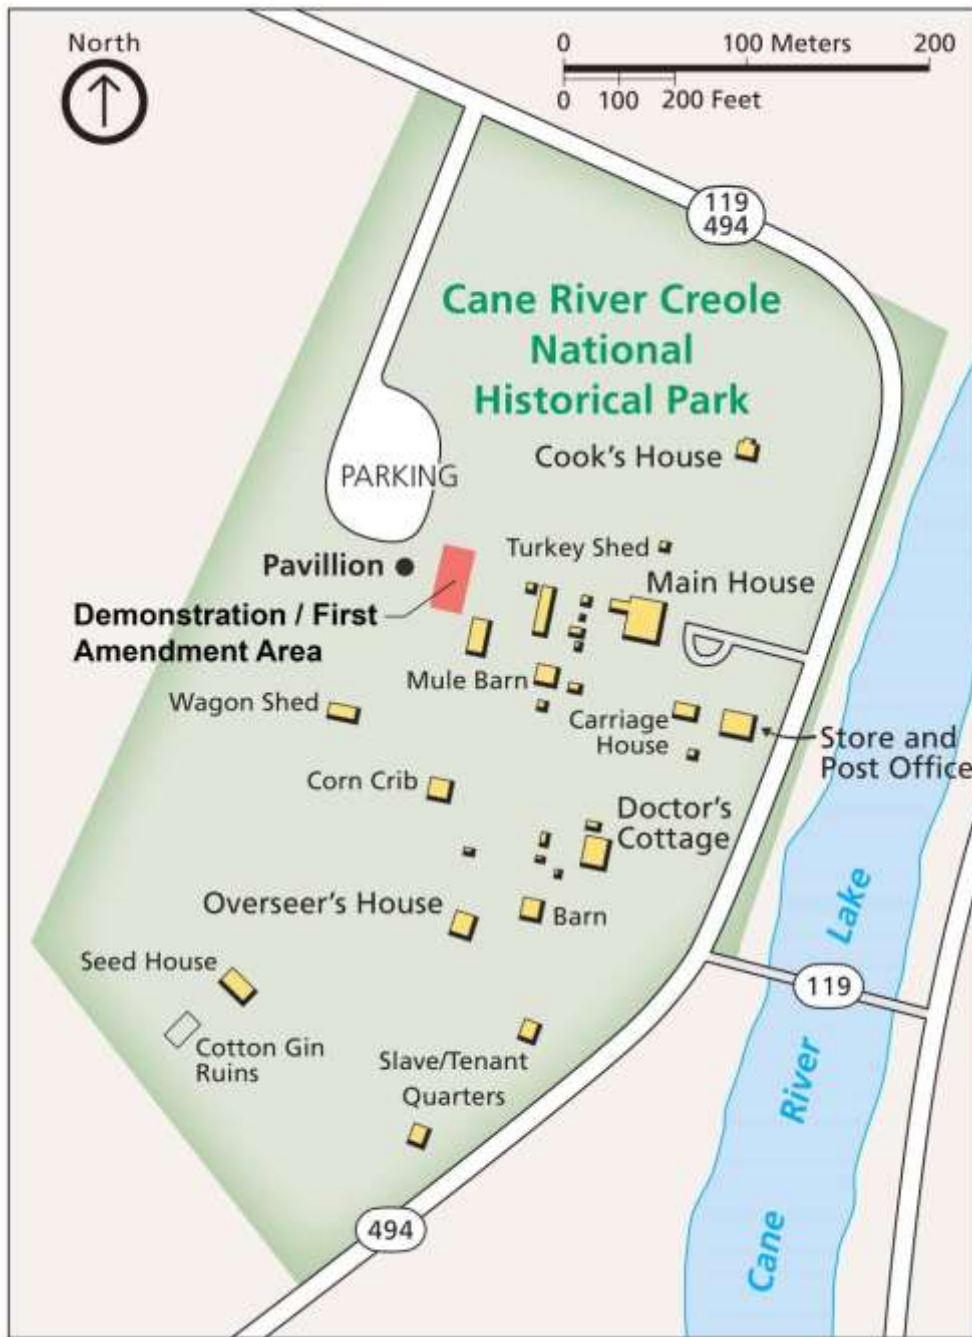 North
0 100 Meters 200
0 100 200 Feet
119
494
Cane River Creole
National
Historical Park
Cook's House
PARKING
Turkey Shed
Pavillion
Main House
Demonstration / First
Amendment Area
Mule Barn
Wagon Shed
Carriage
House
Store and
Post Office
Corn Crib
Doctor's
Cottage
Overseer's House
Barn
Seed House
119
Cotton Gin
Ruins
Slave/Tenant
Quarters
494
Cane River Lake